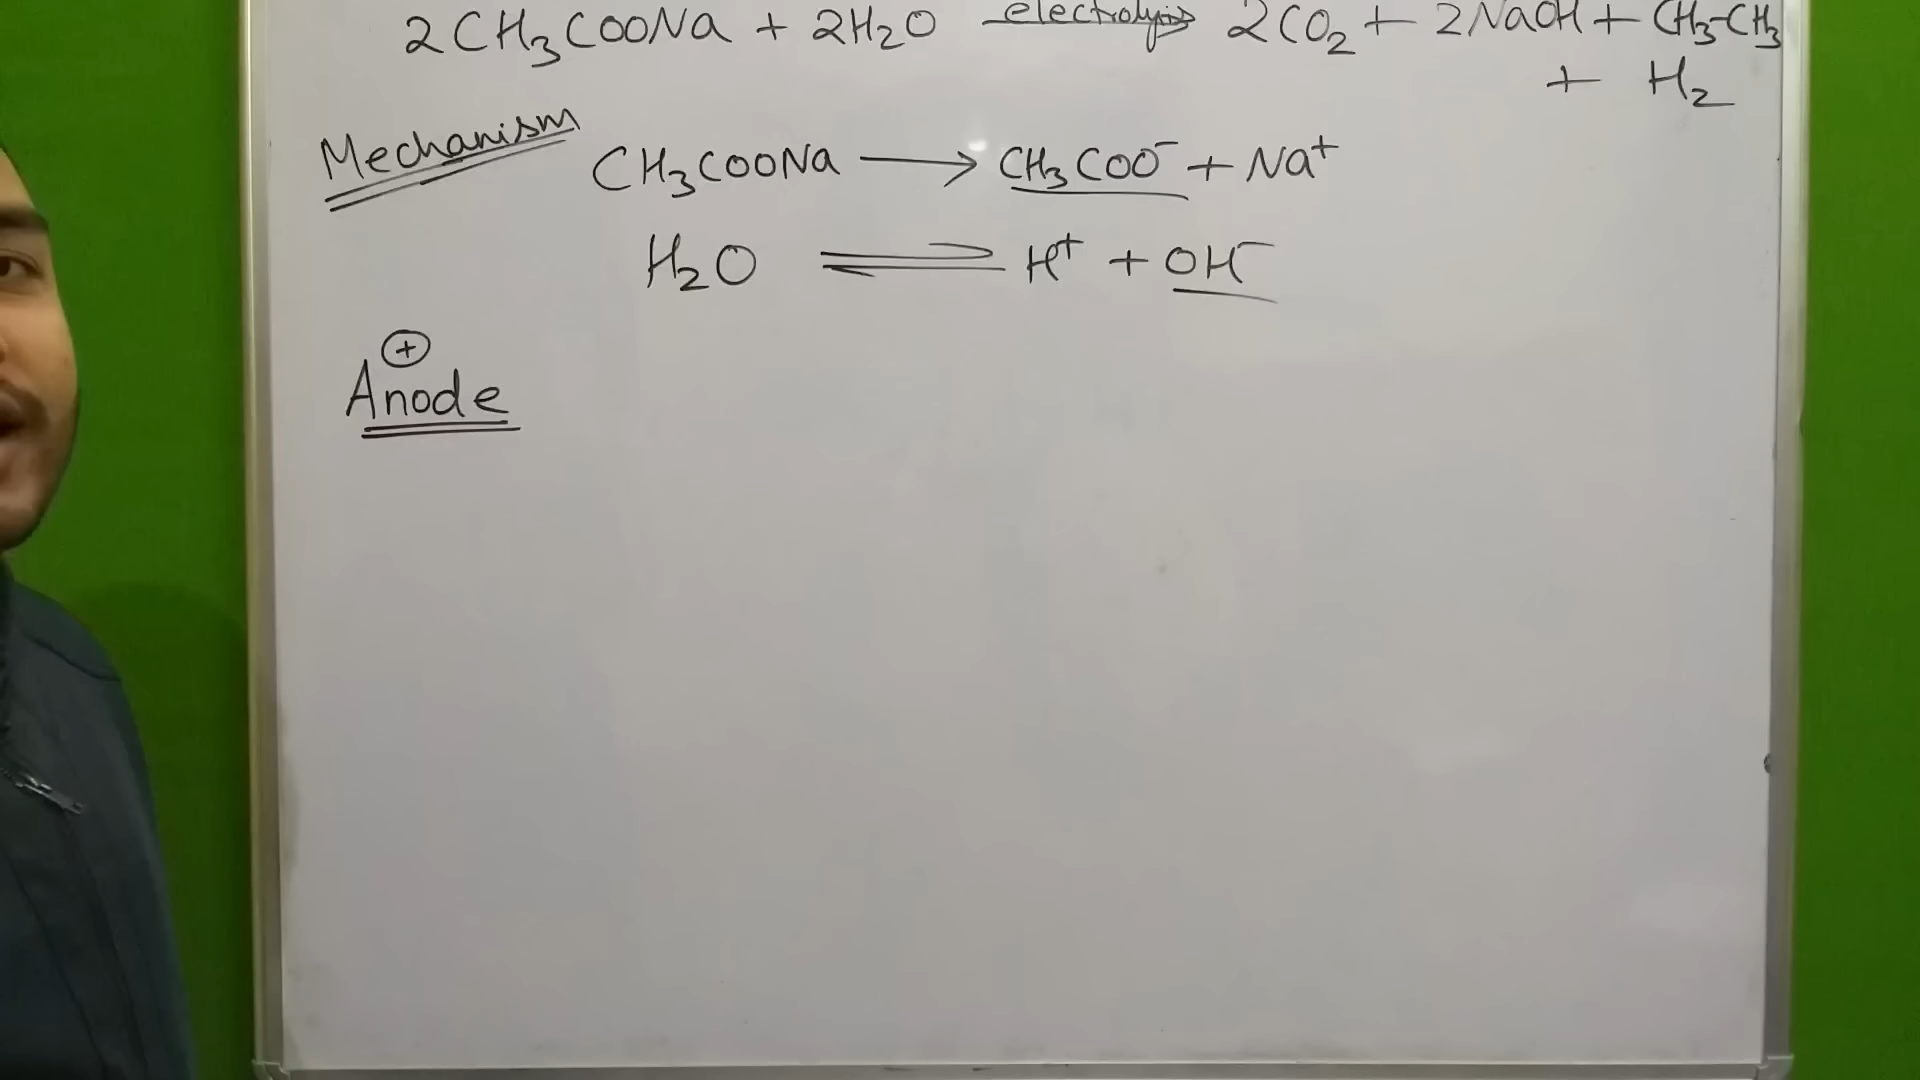 2CH₃COONa + 2H₂O electrolysis → 2CO₂ + 2NaOH + CH₃-CH₃
+ H₂
Mechanism CH₃COONa ⟶ CH₃COO⁻ + Na⁺
H₂O ⇌ H⁺ + OH⁻
⊕
Anode